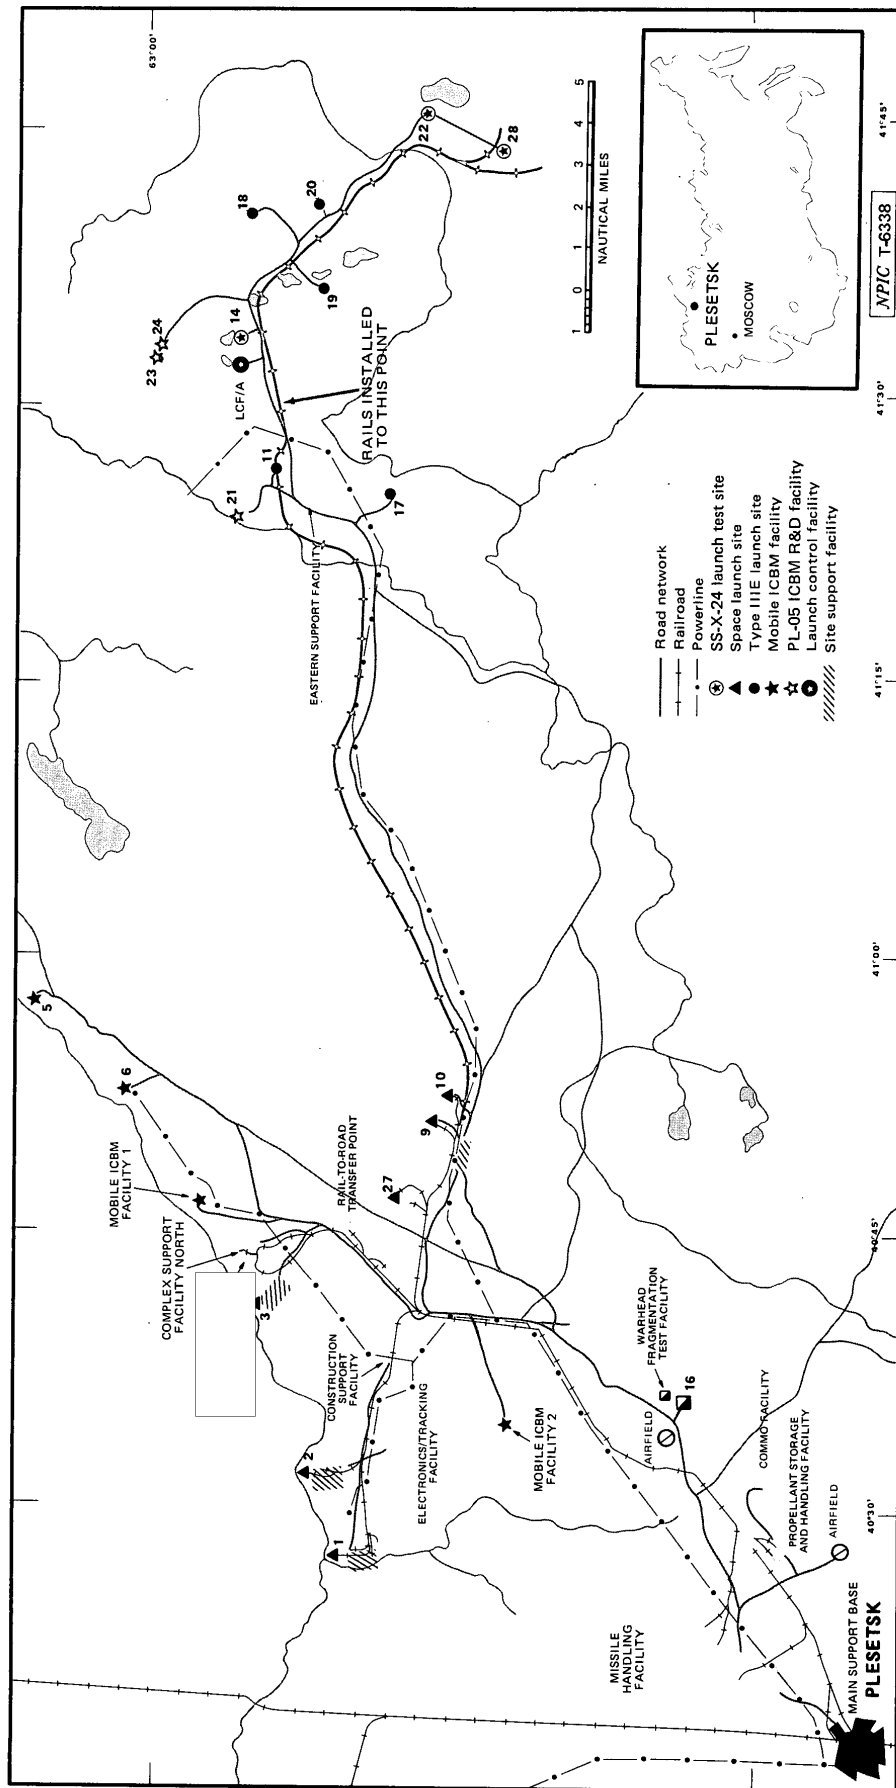 63°00'
5
6
MOBILE ICBM
FACILITY 1
COMPLEX SUPPORT
FACILITY NORTH
3
RAIL-TO-ROAD
TRANSFER POINT
27
9
10
CONSTRUCTION
SUPPORT
FACILITY
2
1
ELECTRONICS/TRACKING
FACILITY
MOBILE ICBM
FACILITY 2
WARHEAD
FRAGMENTATION
TEST FACILITY
16
AIRFIELD
COMMO FACILITY
PROPELLANT STORAGE
AND HANDLING FACILITY
AIRFIELD
MISSILE
HANDLING
FACILITY
MAIN SUPPORT BASE
PLESETSK
EASTERN SUPPORT FACILITY
21
11
17
RAILS INSTALLED
TO THIS POINT
LCF/A
14
23
24
18
19
20
22
28
Road network
Railroad
Powerline
SS-X-24 launch test site
Space launch site
Type IIIE launch site
Mobile ICBM facility
PL-05 ICBM R&D facility
Launch control facility
Site support facility
1 0 1 2 3 4 5
NAUTICAL MILES
PLESETSK
MOSCOW
40°30'
40°45'
41°00'
41°15'
41°30'
41°45'
NPIC T-6338